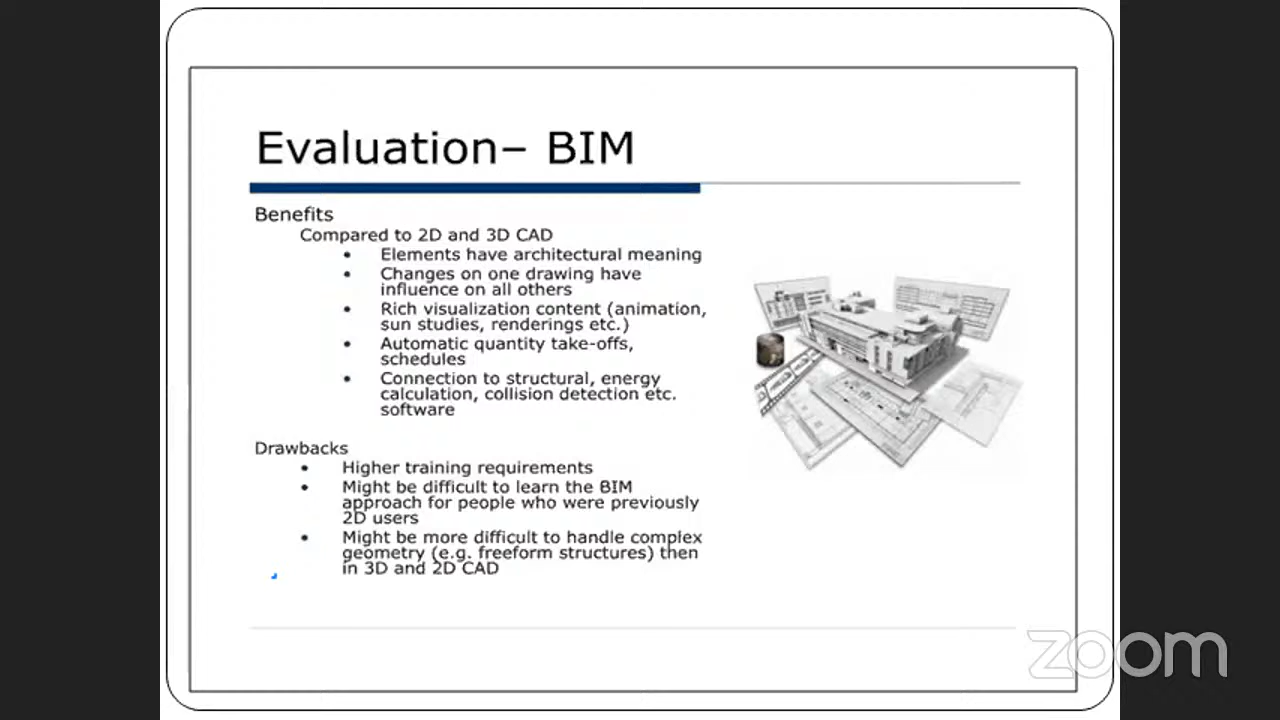 Evaluation– BIM
Benefits
Compared to 2D and 3D CAD
• Elements have architectural meaning
• Changes on one drawing have
influence on all others
• Rich visualization content (animation,
sun studies, renderings etc.)
• Automatic quantity take-offs,
schedules
• Connection to structural, energy
calculation, collision detection etc.
software
Drawbacks
• Higher training requirements
• Might be difficult to learn the BIM
approach for people who were previously
2D users
• Might be more difficult to handle complex
geometry (e.g. freeform structures) then
in 3D and 2D CAD
zoom